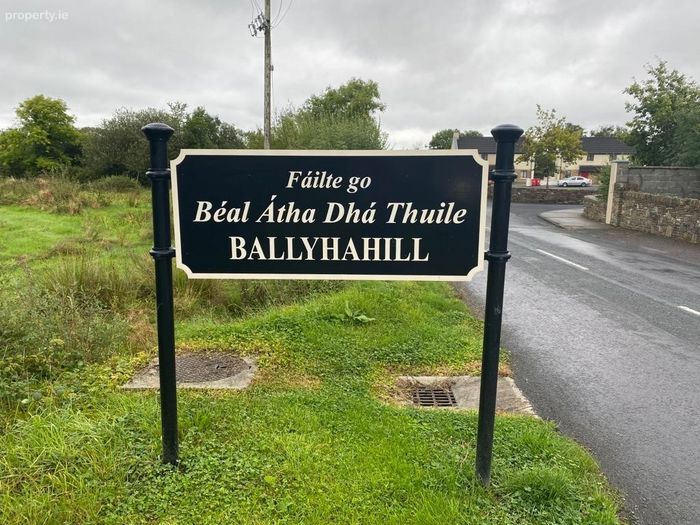 property.ie
Fáilte go
Béal Átha Dhá Thuile
BALLYHAHILL